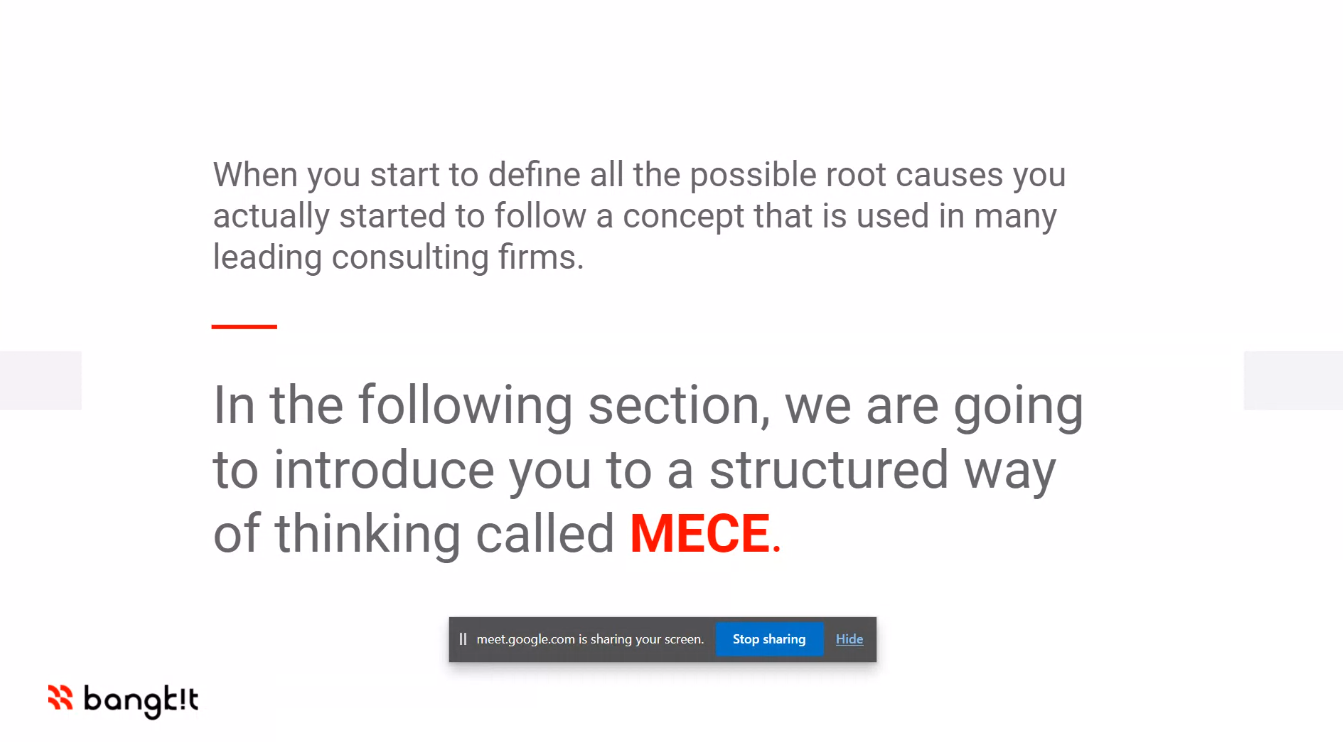 When you start to define all the possible root causes you
actually started to follow a concept that is used in many
leading consulting firms.
In the following section, we are going
to introduce you to a structured way
of thinking called MECE.
meet.google.com is sharing your screen. Stop sharing Hide
bangk!t